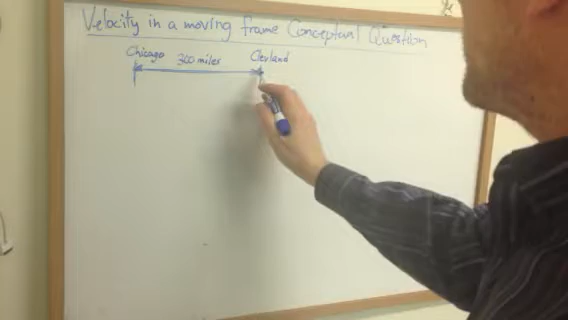 Velocity in a moving frame Conceptual Question
Chicago 300 miles Clevland